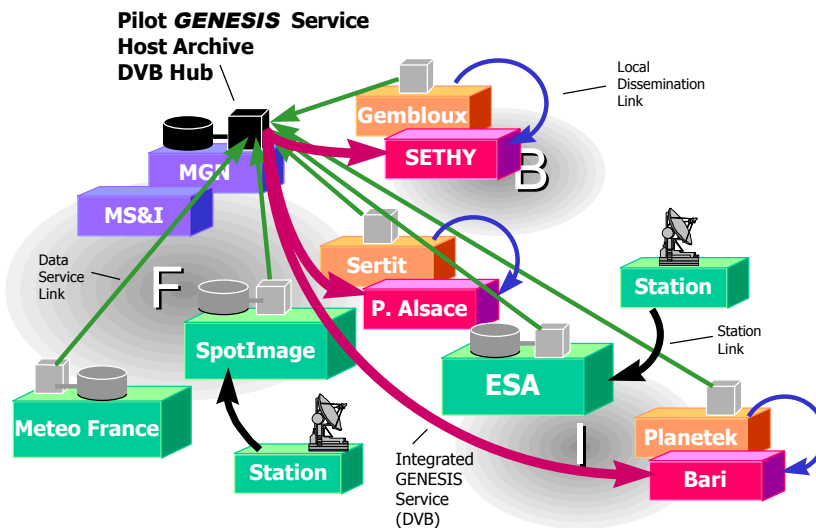 Pilot GENESIS Service
Host Archive
DVB Hub
Gembloux
Local
Dissemination
Link
SETHY
B
MGN
MS&I
Data
Service
Link
F
Sertit
P. Alsace
Station
Station
Link
SpotImage
ESA
Meteo France
Station
Integrated
GENESIS
Service
(DVB)
I
Planetek
Bari